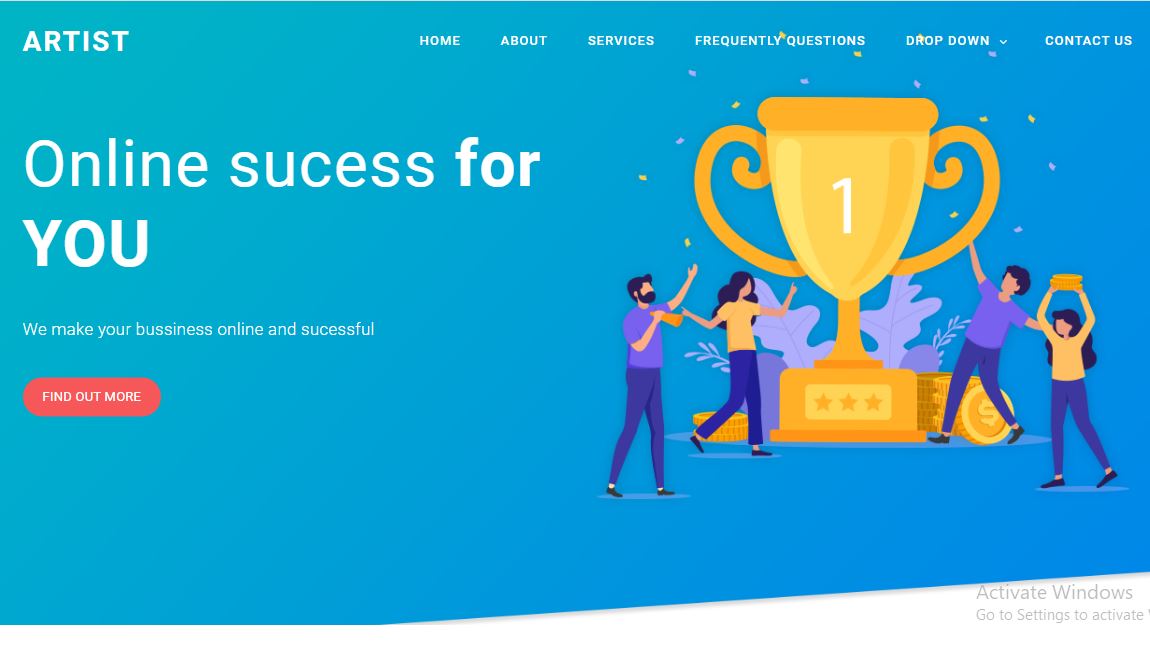 ARTIST
HOME ABOUT SERVICES FREQUENTLY QUESTIONS DROP DOWN CONTACT US
Online sucess for
YOU
1
We make your bussiness online and sucessful
FIND OUT MORE
$
Activate Windows
Go to Settings to activate